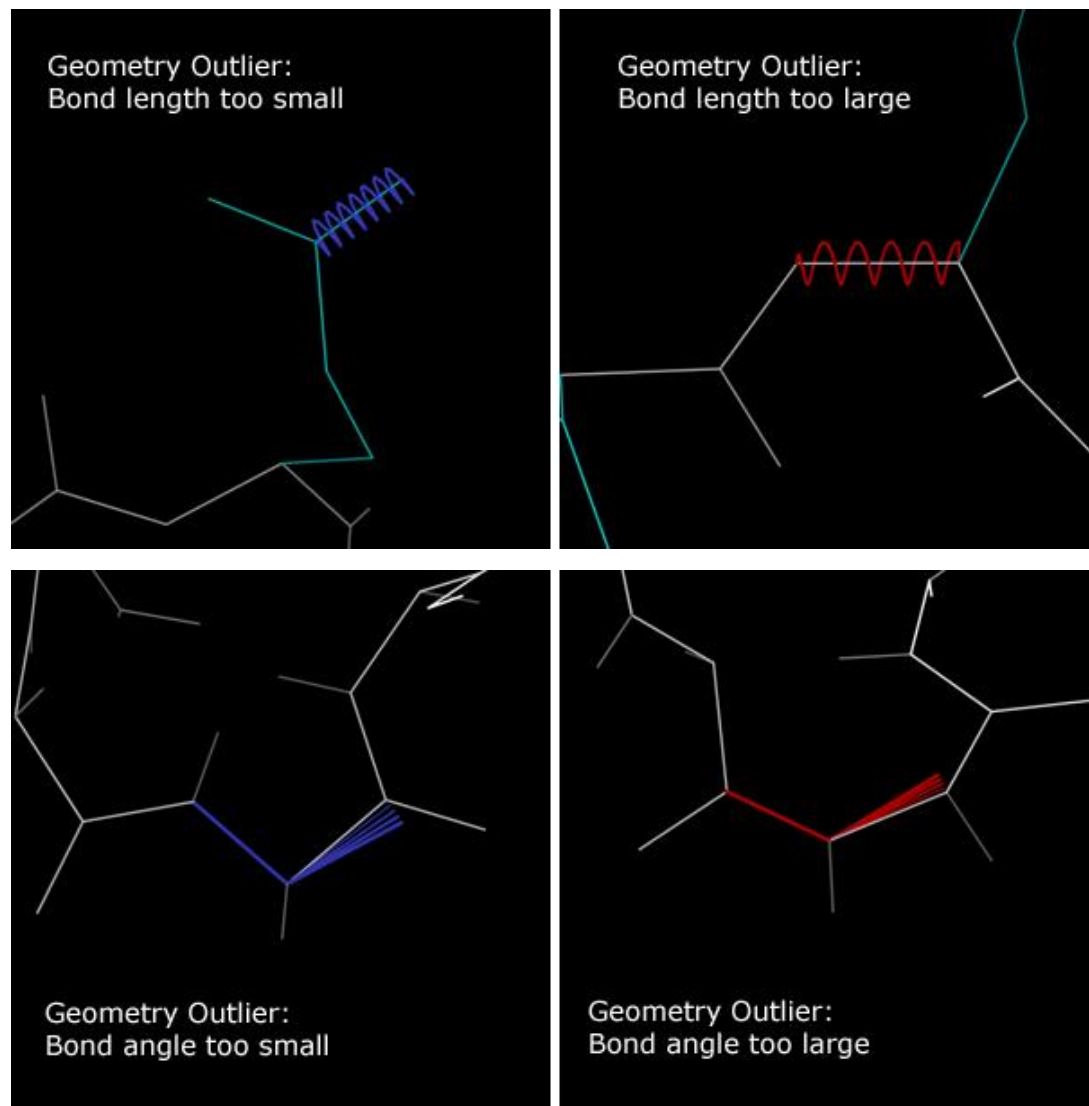 Geometry Outlier:
Bond length too small
Geometry Outlier:
Bond length too large
Geometry Outlier:
Bond angle too small
Geometry Outlier:
Bond angle too large